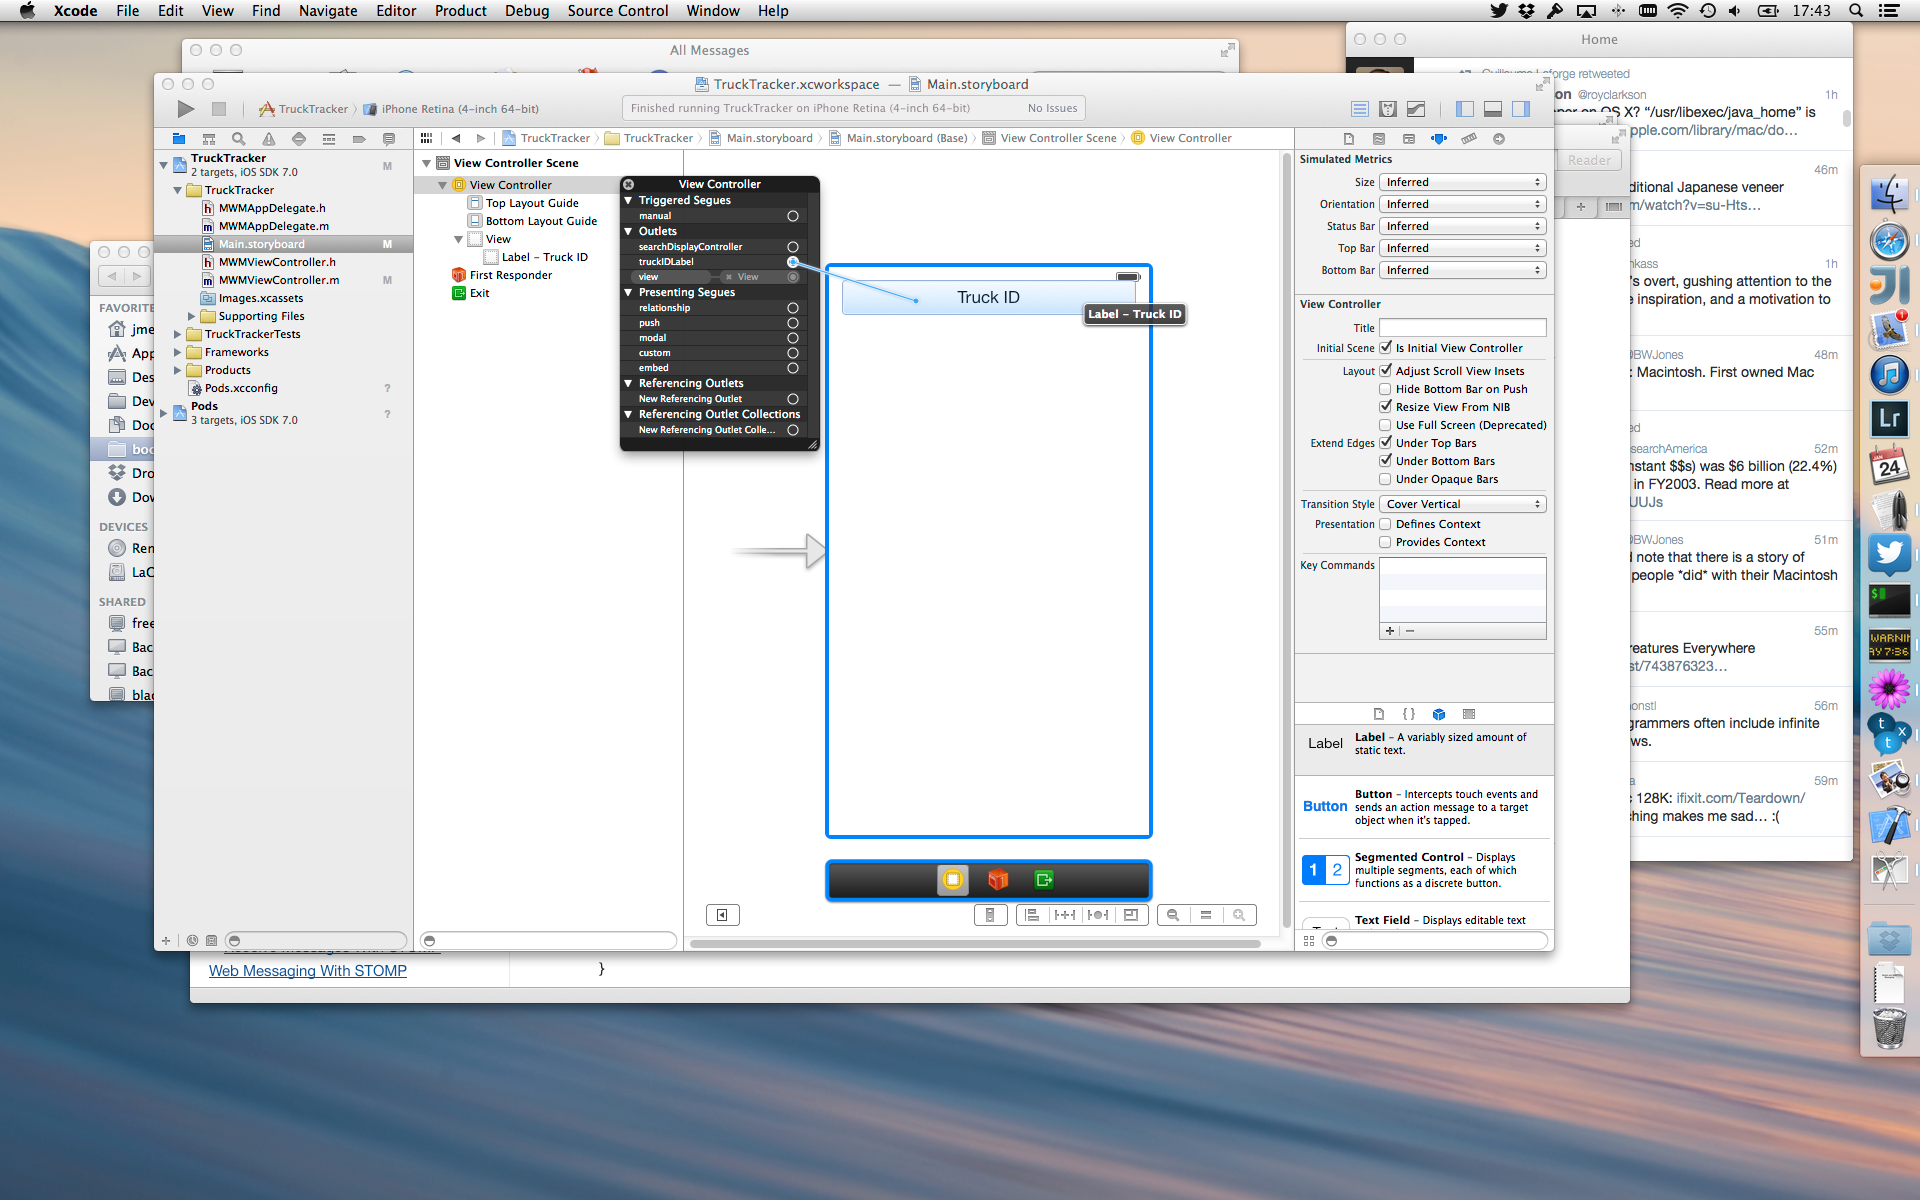 Xcode File Edit View Find Navigate Editor Product Debug Source Control Window Help
17:43
All Messages
Home
TruckTracker.xcworkspace — Main.storyboard
TruckTracker iPhone Retina (4-inch 64-bit)
Finished running TruckTracker on iPhone Retina (4-inch 64-bit) No Issues
TruckTracker TruckTracker Main.storyboard Main.storyboard (Base) View Controller Scene View Controller
TruckTracker
2 targets, iOS SDK 7.0 M
TruckTracker
MWMAppDelegate.h
MWMAppDelegate.m
Main.storyboard M
MWMViewController.h
MWMViewController.m M
Images.xcassets
Supporting Files
TruckTrackerTests
Frameworks
Products
Pods.xcconfig ?
Pods
3 targets, iOS SDK 7.0 ?
View Controller Scene
View Controller
Top Layout Guide
Bottom Layout Guide
View
Label – Truck ID
First Responder
Exit
View Controller
Triggered Segues
manual
Outlets
searchDisplayController
truckIDLabel
view View
Presenting Segues
relationship
push
modal
custom
embed
Referencing Outlets
New Referencing Outlet
Referencing Outlet Collections
New Referencing Outlet Colle...
Truck ID
Label – Truck ID
Simulated Metrics
Size Inferred
Orientation Inferred
Status Bar Inferred
Top Bar Inferred
Bottom Bar Inferred
View Controller
Title
Initial Scene Is Initial View Controller
Layout Adjust Scroll View Insets
Hide Bottom Bar on Push
Resize View From NIB
Use Full Screen (Deprecated)
Extend Edges Under Top Bars
Under Bottom Bars
Under Opaque Bars
Transition Style Cover Vertical
Presentation Defines Context
Provides Context
Key Commands
Label Label – A variably sized amount of
static text.
Button Button – Intercepts touch events and
sends an action message to a target
object when it's tapped.
1 2 Segmented Control – Displays
multiple segments, each of which
functions as a discrete button.
Text Field – Displays editable text
FAVORITE
jme
App
Des
Dev
Doc
boo
Dro
Dow
DEVICES
Ren
LaC
SHARED
free
Bac
Bac
blac
Web Messaging With STOMP
}
Guillaume Laforge retweeted
on @royclarkson 1h
per on OS X? "/usr/libexec/java_home" is
apple.com/library/mac/do…
Reader
46m
ditional Japanese veneer
m/watch?v=su-Hts…
ed
nkass 1h
's overt, gushing attention to the
e inspiration, and a motivation to
DBWJones 48m
: Macintosh. First owned Mac
ed
searchAmerica 52m
nstant $$s) was $6 billion (22.4%)
in FY2003. Read more at
UUJs
DBWJones 51m
d note that there is a story of
people *did* with their Macintosh
55m
reatures Everywhere
st/743876323…
onstl 56m
grammers often include infinite
ws.
a 59m
c 128K: ifixit.com/Teardown/
ching makes me sad… :(
1
Lr
24
$
WARNIN
AY 7:36
t
x
t